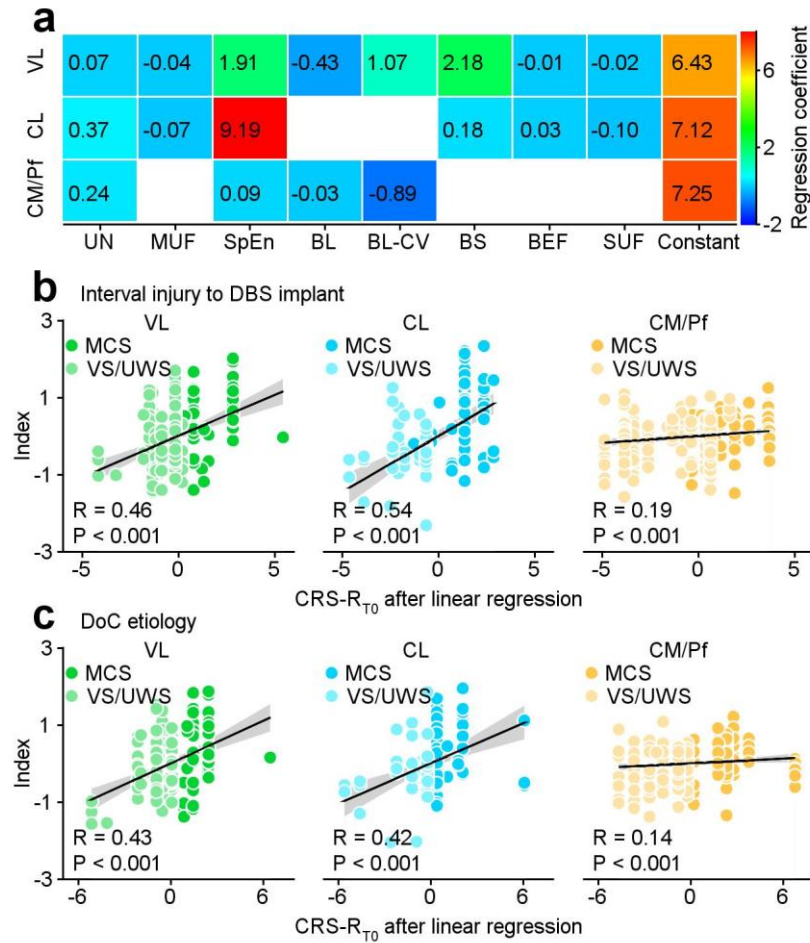 a
VL 0.07 -0.04 1.91 -0.43 1.07 2.18 -0.01 -0.02 6.43
CL 0.37 -0.07 9.19 0.18 0.03 -0.10 7.12
CM/Pf 0.24 0.09 -0.03 -0.89 7.25
UN MUF SpEn BL BL-CV BS BEF SUF Constant
6
2
-2
Regression coefficient
b Interval injury to DBS implant
VL CL CM/Pf
MCS MCS MCS
VS/UWS VS/UWS VS/UWS
3
1
-1
-3
Index
R = 0.46 R = 0.54 R = 0.19
P < 0.001 P < 0.001 P < 0.001
-5 0 5 -5 0 5 -5 0 5
CRS-R_T0 after linear regression
c DoC etiology
VL CL CM/Pf
MCS MCS MCS
VS/UWS VS/UWS VS/UWS
3
1
-1
-3
Index
R = 0.43 R = 0.42 R = 0.14
P < 0.001 P < 0.001 P < 0.001
-6 0 6 -6 0 6 -6 0 6
CRS-R_T0 after linear regression